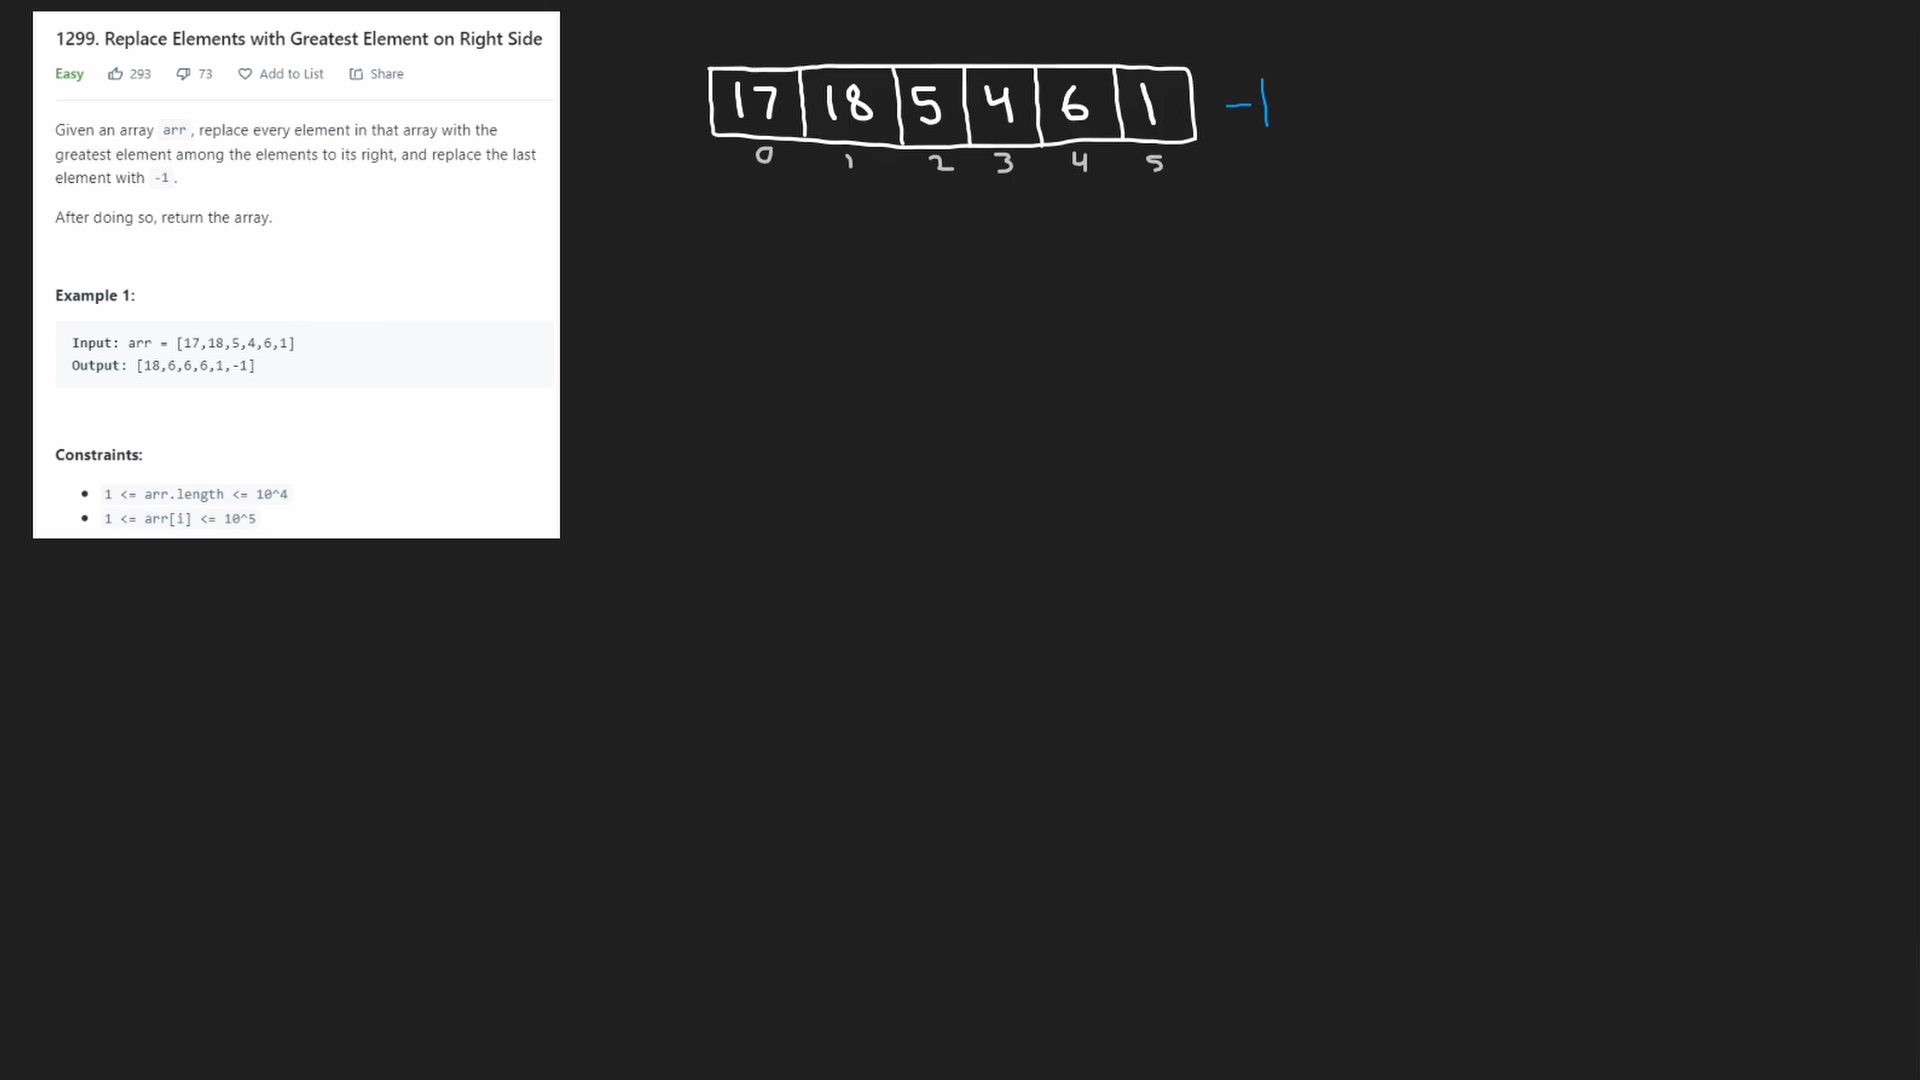 1299. Replace Elements with Greatest Element on Right Side
Easy 293 73 Add to List Share
Given an array arr, replace every element in that array with the
greatest element among the elements to its right, and replace the last
element with -1.
After doing so, return the array.
Example 1:
Input: arr = [17,18,5,4,6,1]
Output: [18,6,6,6,1,-1]
Constraints:
1 <= arr.length <= 10^4
1 <= arr[i] <= 10^5
17 18 5 4 6 1 -1
0 1 2 3 4 5